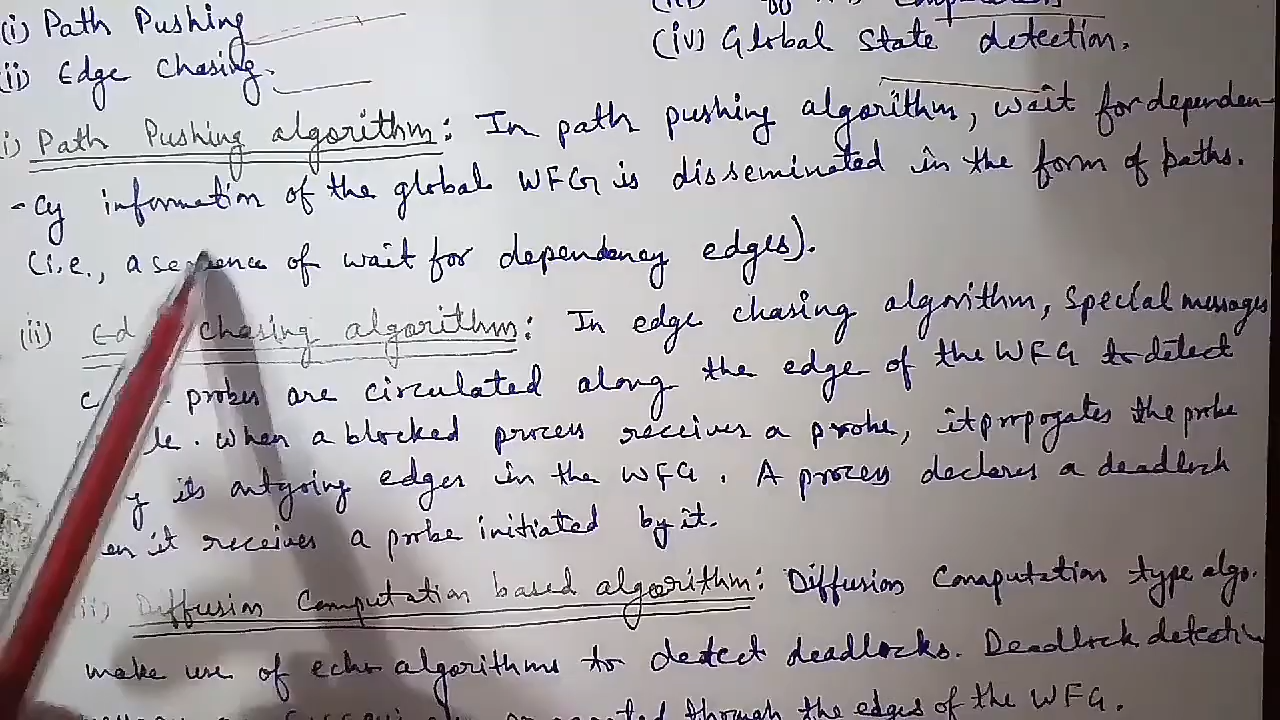 (i) Path Pushing
(ii) Edge Chasing.
(iv) Global State detection.
i) Path Pushing algorithm: In path pushing algorithm, wait for dependen-
-cy information of the global WFG is disseminated in the form of paths.
(i.e., a sequence of wait for dependency edges).
(ii) Ed chasing algorithm: In edge chasing algorithm, special messages
probes are circulated along the edge of the WFG to detect
le. When a blocked process receives a probe, it propogates the probe
its outgoing edges in the WFG. A process declares a deadlock
en it receives a probe initiated by it.
ii) Diffusion Computation based algorithm: Diffusion Computation type algo.
make use of echo algorithms to detect deadlocks. Deadlock detection
through the edges of the WFG.